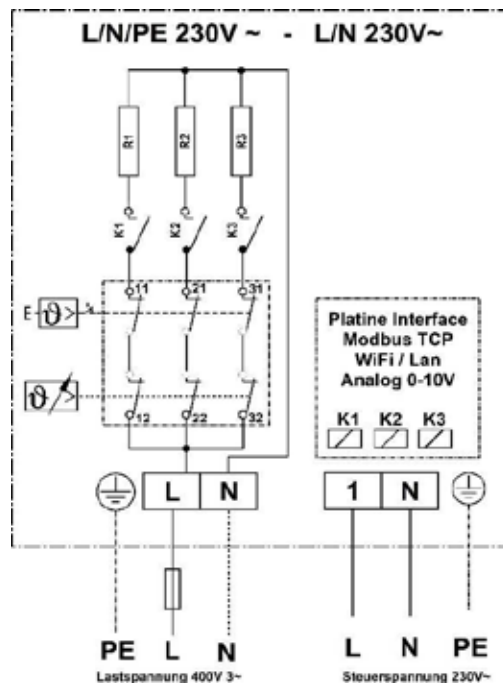 L/N/PE 230V ~ - L/N 230V~
R1 R2 R3
K1 K2 K3
11 21 31
E ϑ >
ϑ
12 22 32
Platine Interface
Modbus TCP
WiFi / Lan
Analog 0-10V
K1 K2 K3
L N 1 N
PE L N L N PE
Lastspannung 400V 3~ Steuerspannung 230V~